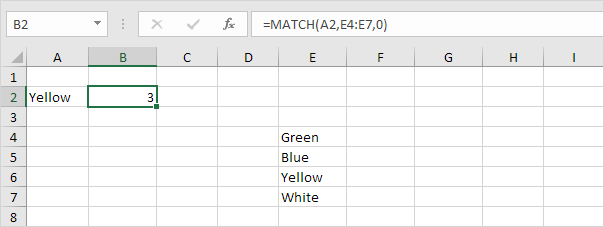 B2 fx =MATCH(A2,E4:E7,0)
A B C D E F G H I
1
2 Yellow 3
3
4 Green
5 Blue
6 Yellow
7 White
8